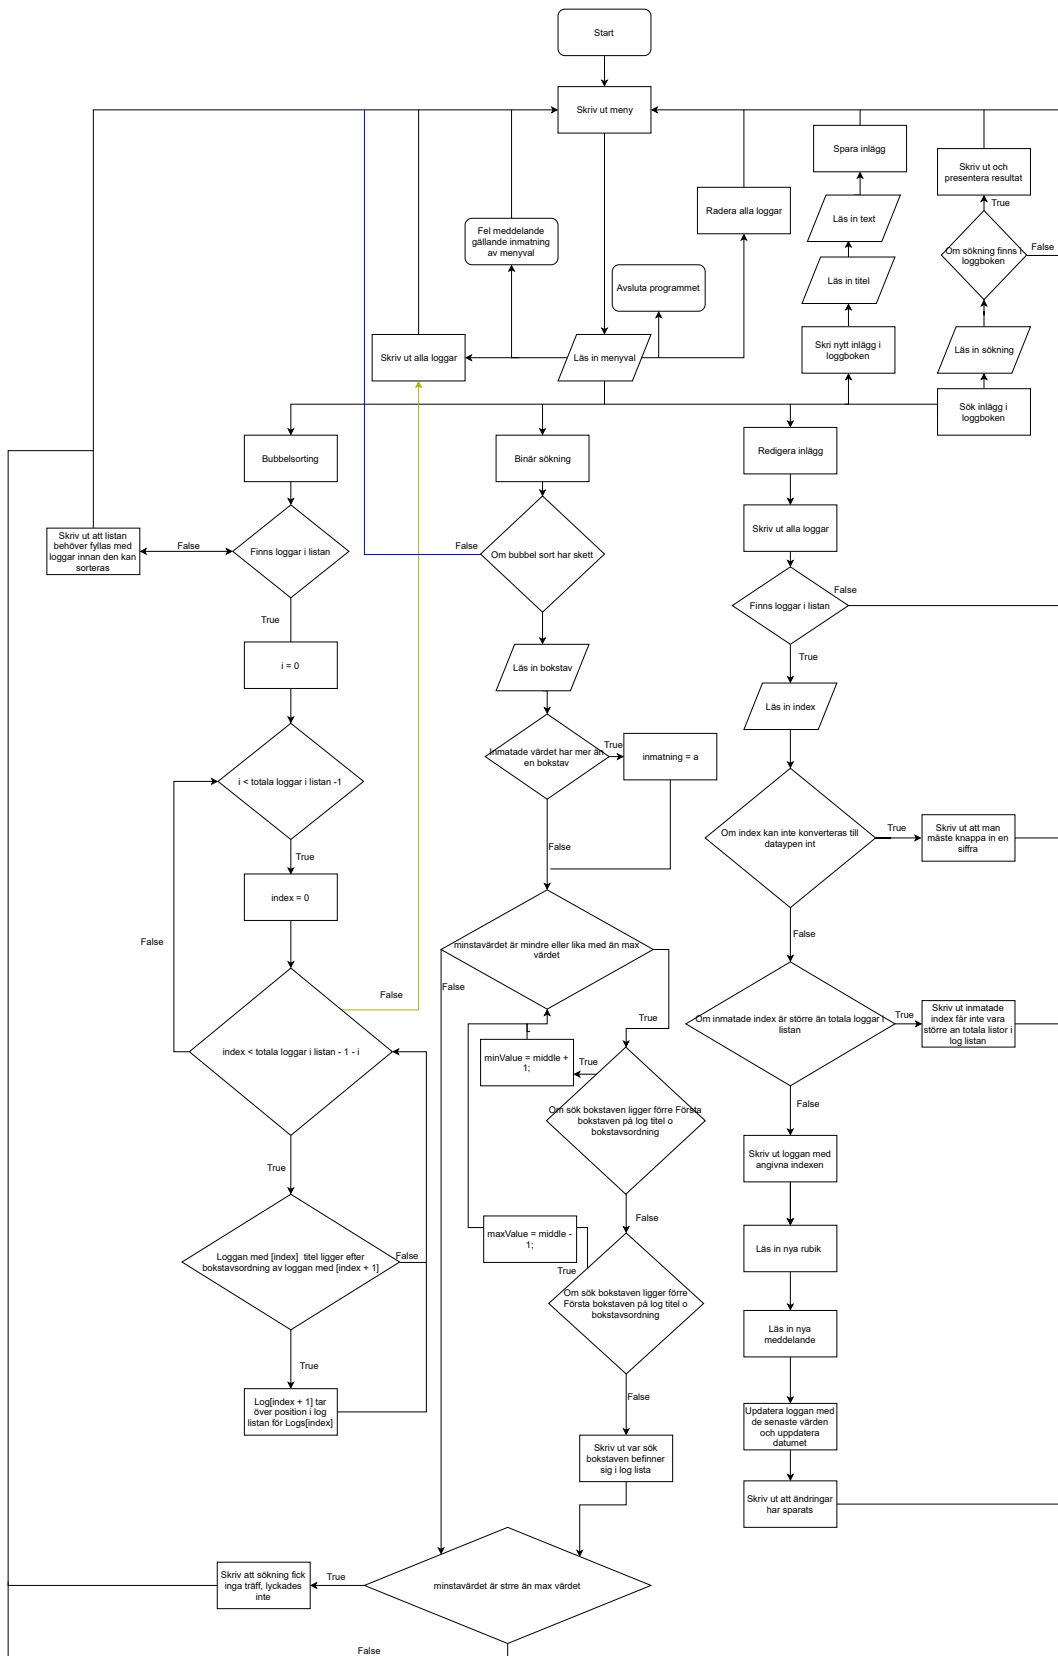 Start
Skriv ut meny
Spara inlägg
Skriv ut och
presentera resultat
Radera alla loggar
True
Läs in text
Fel meddelande
gällande inmatning
av menyval
False
Om sökning finns i
loggboken
Läs in titel
Avsluta programmet
Skriv ut alla loggar
Läs in menyval
Skri nytt inlägg i
loggboken
Läs in sökning
Sök inlägg i
loggboken
Bubbelsorting
Binär sökning
Redigera inlägg
Skriv ut att listan
behöver fyllas med
loggar innan den kan
sorteras
False
Finns loggar i listan
False
Om bubbel sort har skett
Skriv ut alla loggar
False
Finns loggar i listan
True
True
i = 0
Läs in bokstav
Läs in index
i < totala loggar i listan -1
Inmatade värdet har mer än
en bokstav
True
inmatning = a
Om index kan inte konverteras till
dataypen int
True
Skriv ut att man
måste knappa in en
siffra
True
False
index = 0
False
False
minstavärdet är mindre eller lika med än max
värdet
False
False
index < totala loggar i listan - 1 - i
True
Om inmatade index är större än totala loggar i
listan
True
Skriv ut inmatade
index får inte vara
större an totala listor i
log listan
minValue = middle +
1;
True
Om sök bokstaven ligger förre Första
bokstaven på log titel o
bokstavsordning
False
Skriv ut loggan med
angivna indexen
True
False
Loggan med [index]  titel ligger efter
bokstavsordning av loggan med [index + 1]
False
maxValue = middle -
1;
True
Om sök bokstaven ligger förre
Första bokstaven på log titel o
bokstavsordning
Läs in nya rubik
Läs in nya
meddelande
True
False
Log[index + 1] tar
över position i log
listan för Logs[index]
Updatera loggan med
de senaste värden
och uppdatera
datumet
Skriv ut var sök
bokstaven befinner
sig i log lista
Skriv ut att ändringar
har sparats
Skriv att sökning fick
inga träff, lyckades
inte
True
minstavärdet är strre än max värdet
False